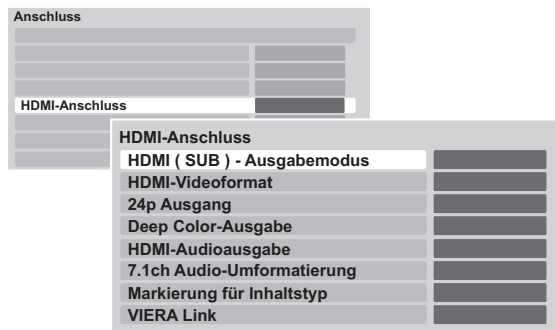 Anschluss
HDMI-Anschluss
HDMI-Anschluss
HDMI ( SUB ) - Ausgabemodus
HDMI-Videoformat
24p Ausgang
Deep Color-Ausgabe
HDMI-Audioausgabe
7.1ch Audio-Umformatierung
Markierung für Inhaltstyp
VIERA Link